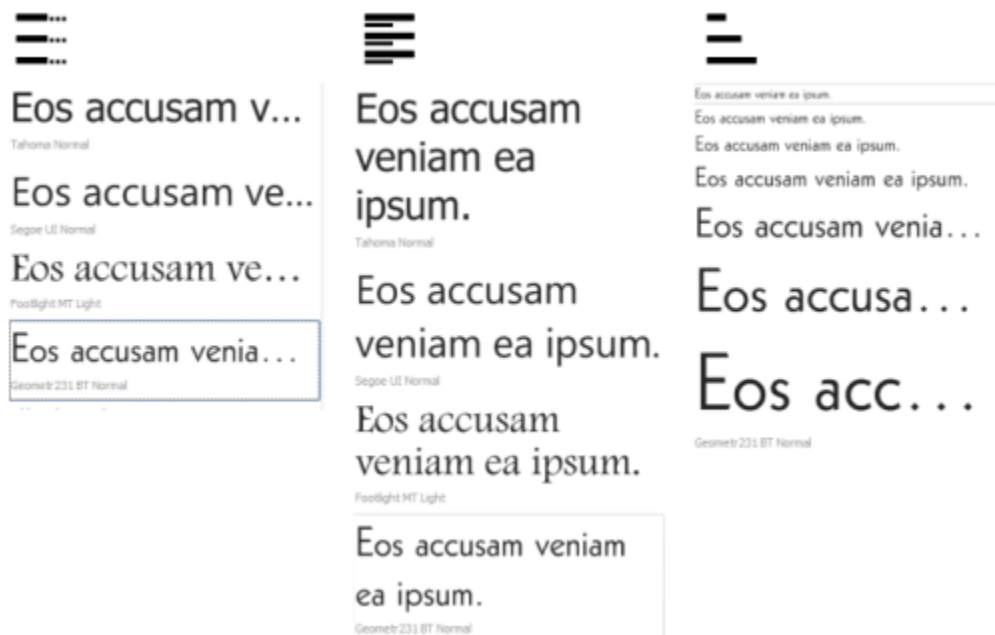 Eos accusam v...
Tahoma Normal
Eos accusam ve...
Segoe UI Normal
Eos accusam ve...
Footlight MT Light
Eos accusam venia...
Geometr231 BT Normal
Eos accusam
veniam ea
ipsum.
Tahoma Normal
Eos accusam
veniam ea ipsum.
Segoe UI Normal
Eos accusam
veniam ea ipsum.
Footlight MT Light
Eos accusam veniam
ea ipsum.
Geometr231 BT Normal
Eos accusam veniam ea ipsum.
Eos accusam veniam ea ipsum.
Eos accusam veniam ea ipsum.
Eos accusam veniam ea ipsum.
Eos accusam venia...
Eos accusa...
Eos acc...
Geometr231 BT Normal